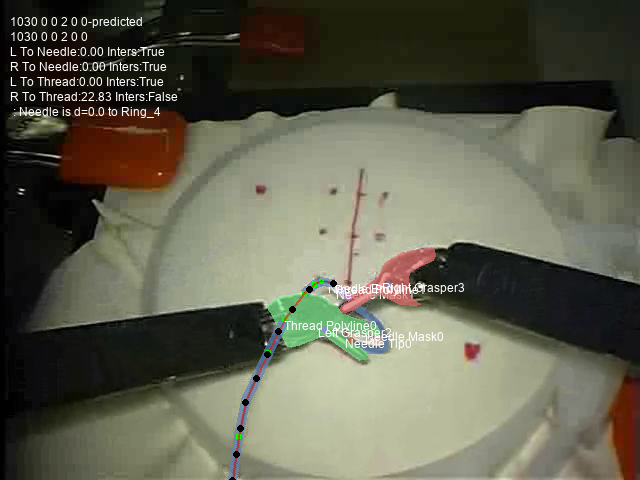 1030 0 0 2 0 0-predicted
1030 0 0 2 0 0
L To Needle:0.00 Inters:True
R To Needle:0.00 Inters:True
L To Thread:0.00 Inters:True
R To Thread:22.83 Inters:False
: Needle is d=0.0 to Ring_4
Right Grasper3
Thread Polyline0
Left Grasper2
Needle Mask0
Needle Tip0